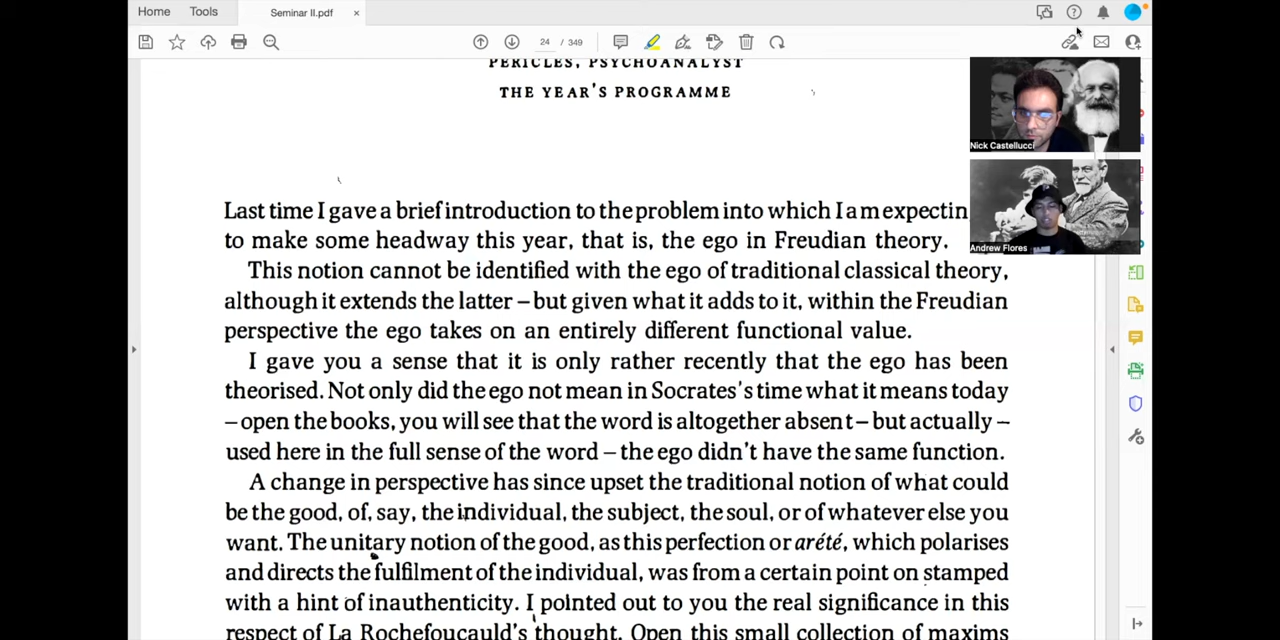 Home Tools Seminar II.pdf ×
24 / 349
PERICLES, PSYCHOANALYST
THE YEAR'S PROGRAMME
Nick Castellucci
Andrew Flores
Last time I gave a brief introduction to the problem into which I am expectin
to make some headway this year, that is, the ego in Freudian theory.
This notion cannot be identified with the ego of traditional classical theory,
although it extends the latter – but given what it adds to it, within the Freudian
perspective the ego takes on an entirely different functional value.
I gave you a sense that it is only rather recently that the ego has been
theorised. Not only did the ego not mean in Socrates's time what it means today
– open the books, you will see that the word is altogether absent – but actually –
used here in the full sense of the word – the ego didn't have the same function.
A change in perspective has since upset the traditional notion of what could
be the good, of, say, the individual, the subject, the soul, or of whatever else you
want. The unitary notion of the good, as this perfection or arété, which polarises
and directs the fulfilment of the individual, was from a certain point on stamped
with a hint of inauthenticity. I pointed out to you the real significance in this
respect of La Rochefoucauld's thought. Open this small collection of maxims